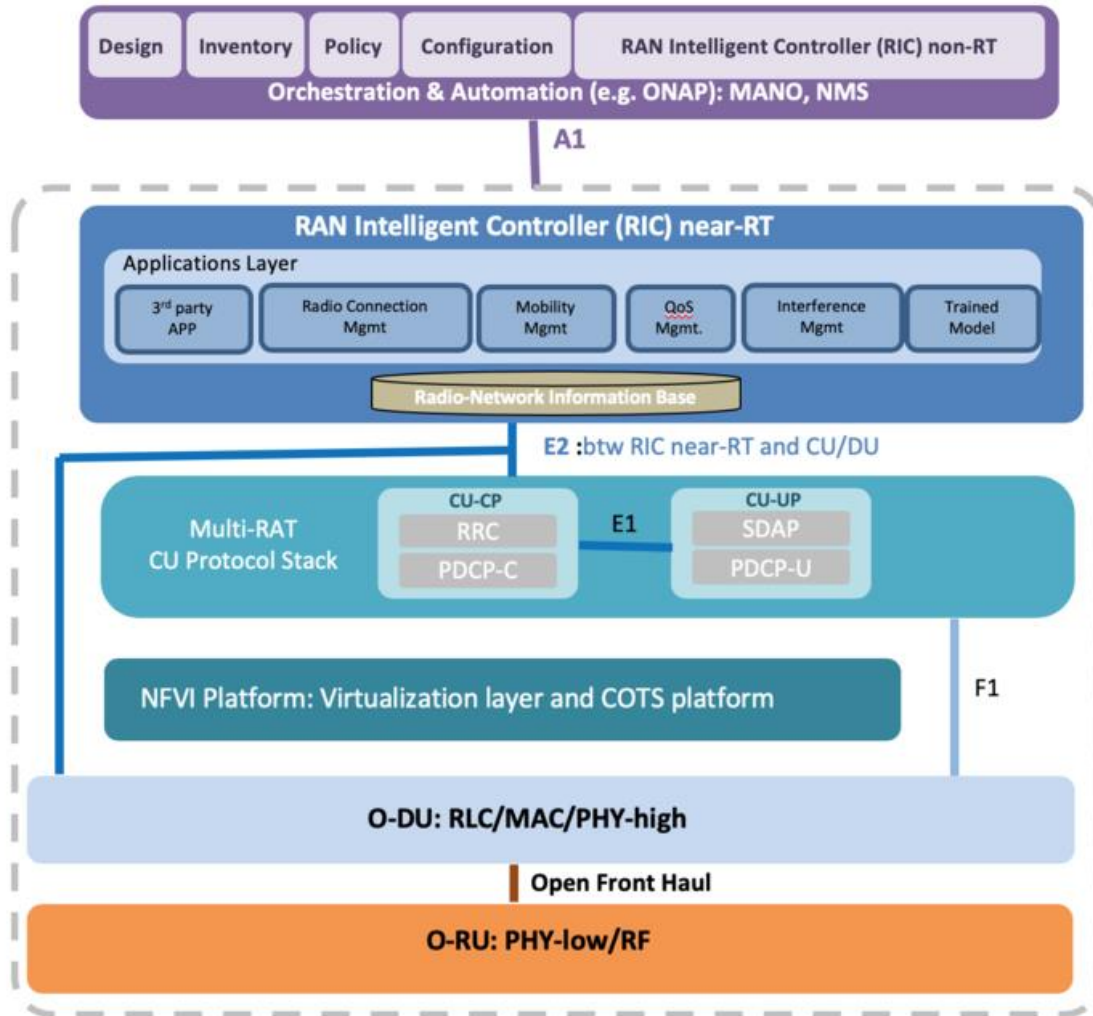 Design Inventory Policy Configuration RAN Intelligent Controller (RIC) non-RT
Orchestration & Automation (e.g. ONAP): MANO, NMS
A1
RAN Intelligent Controller (RIC) near-RT
Applications Layer
3rd party
APP
Radio Connection
Mgmt
Mobility
Mgmt
QoS
Mgmt.
Interference
Mgmt
Trained
Model
Radio-Network Information Base
E2 :btw RIC near-RT and CU/DU
Multi-RAT
CU Protocol Stack
CU-CP
RRC
PDCP-C
E1
CU-UP
SDAP
PDCP-U
NFVI Platform: Virtualization layer and COTS platform
F1
O-DU: RLC/MAC/PHY-high
Open Front Haul
O-RU: PHY-low/RF